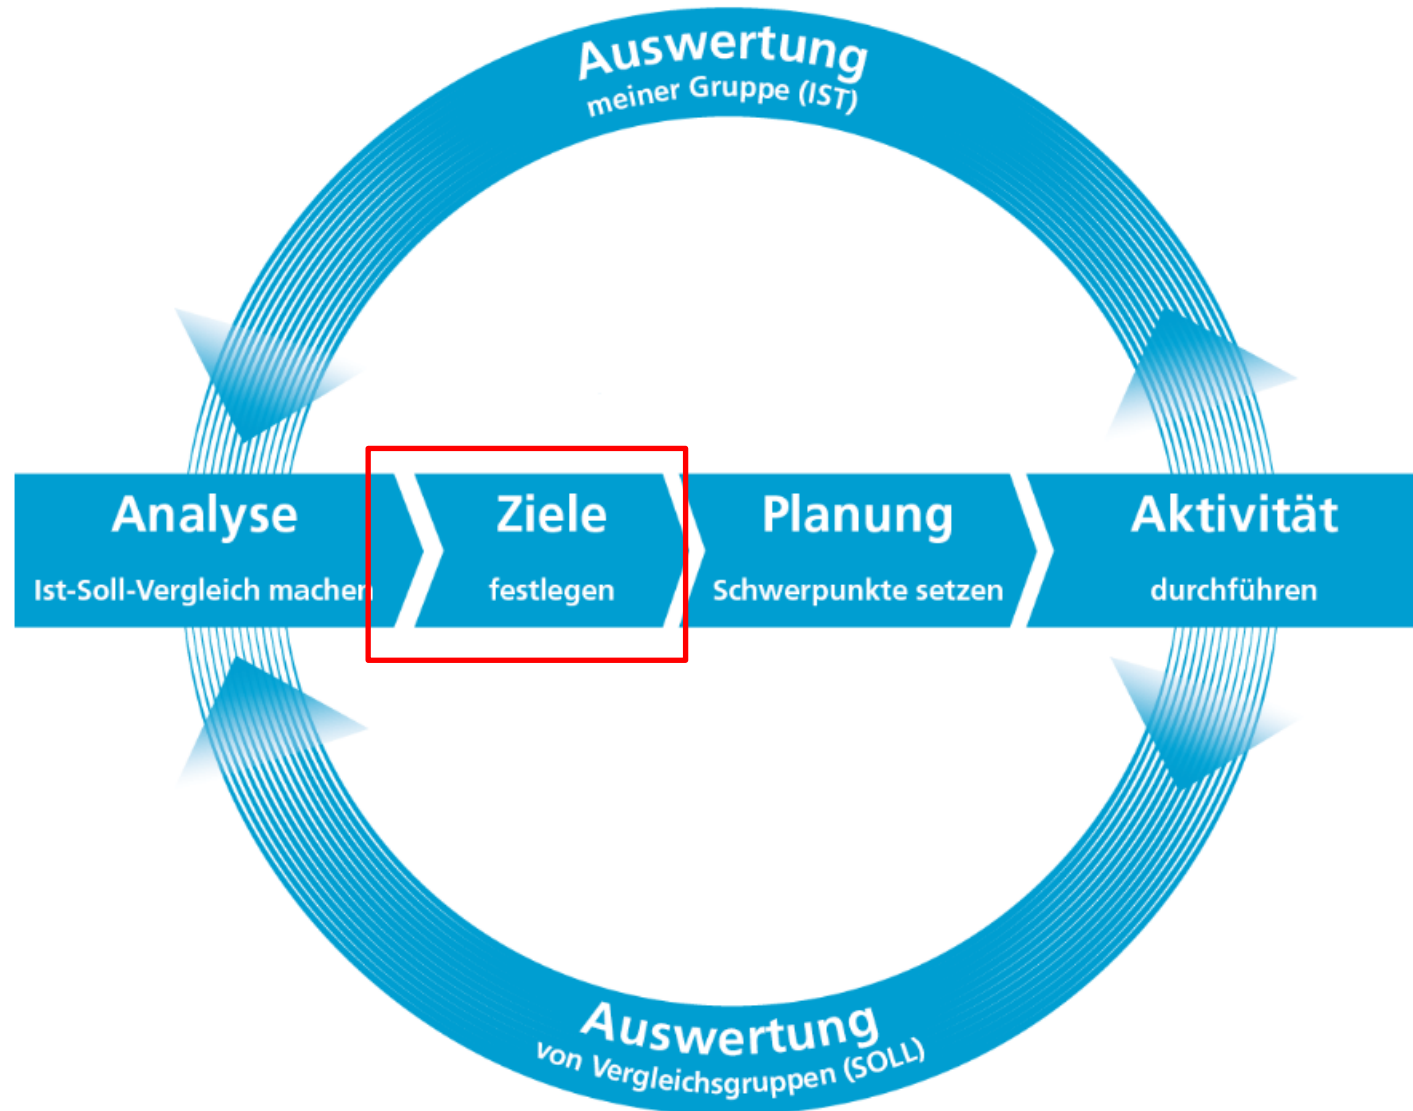 Auswertung
meiner Gruppe (IST)
Analyse
Ist-Soll-Vergleich machen
Ziele
festlegen
Planung
Schwerpunkte setzen
Aktivität
durchführen
Auswertung
von Vergleichsgruppen (SOLL)